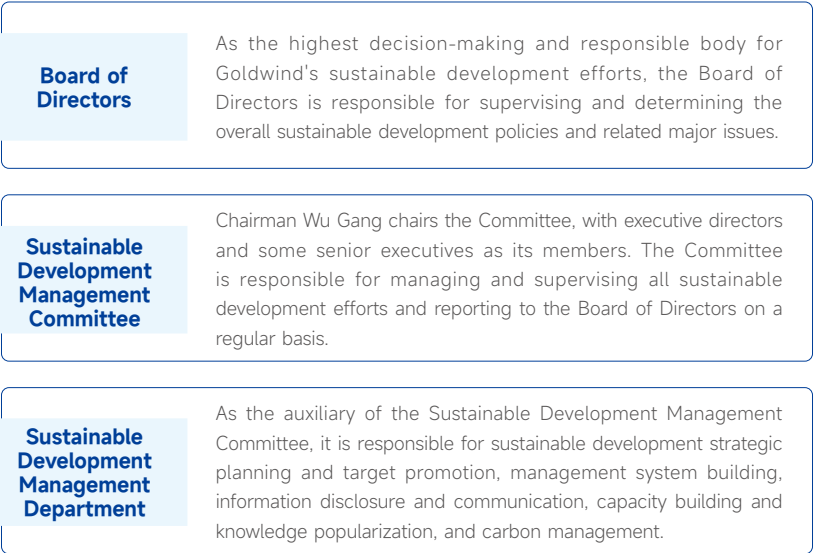 Board of
Directors
As the highest decision-making and responsible body for
Goldwind's sustainable development efforts, the Board of
Directors is responsible for supervising and determining the
overall sustainable development policies and related major issues.
Sustainable
Development
Management
Committee
Chairman Wu Gang chairs the Committee, with executive directors
and some senior executives as its members. The Committee
is responsible for managing and supervising all sustainable
development efforts and reporting to the Board of Directors on a
regular basis.
Sustainable
Development
Management
Department
As the auxiliary of the Sustainable Development Management
Committee, it is responsible for sustainable development strategic
planning and target promotion, management system building,
information disclosure and communication, capacity building and
knowledge popularization, and carbon management.